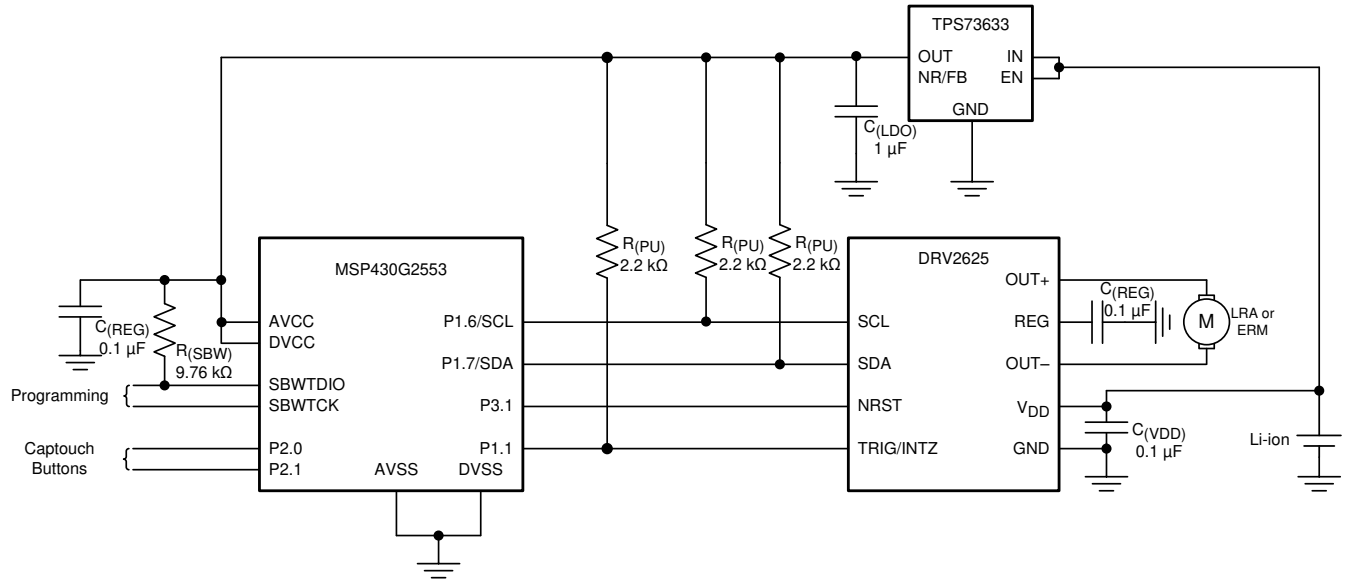 TPS73633
OUT
IN
NR/FB
EN
GND
C(LDO)
1 µF
R(PU)
2.2 kΩ
R(PU)
2.2 kΩ
R(PU)
2.2 kΩ
MSP430G2553
AVCC
DVCC
SBWTDIO
SBWTCK
P2.0
P2.1
AVSS
DVSS
P1.6/SCL
P1.7/SDA
P3.1
P1.1
C(REG)
0.1 µF
R(SBW)
9.76 kΩ
Programming
Captouch
Buttons
DRV2625
SCL
SDA
NRST
TRIG/INTZ
OUT+
REG
OUT–
VDD
GND
C(REG)
0.1 µF
M
LRA or
ERM
C(VDD)
0.1 µF
Li-ion